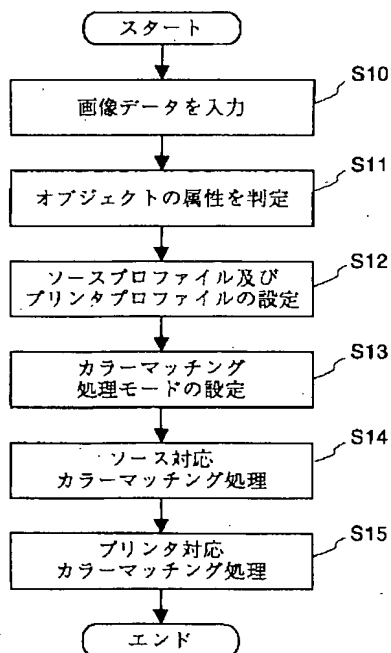 スタート
S10
画像データを入力
S11
オブジェクトの属性を判定
S12
ソースプロファイル及び
プリンタプロファイルの設定
S13
カラーマッチング
処理モードの設定
S14
ソース対応
カラーマッチング処理
S15
プリンタ対応
カラーマッチング処理
エンド